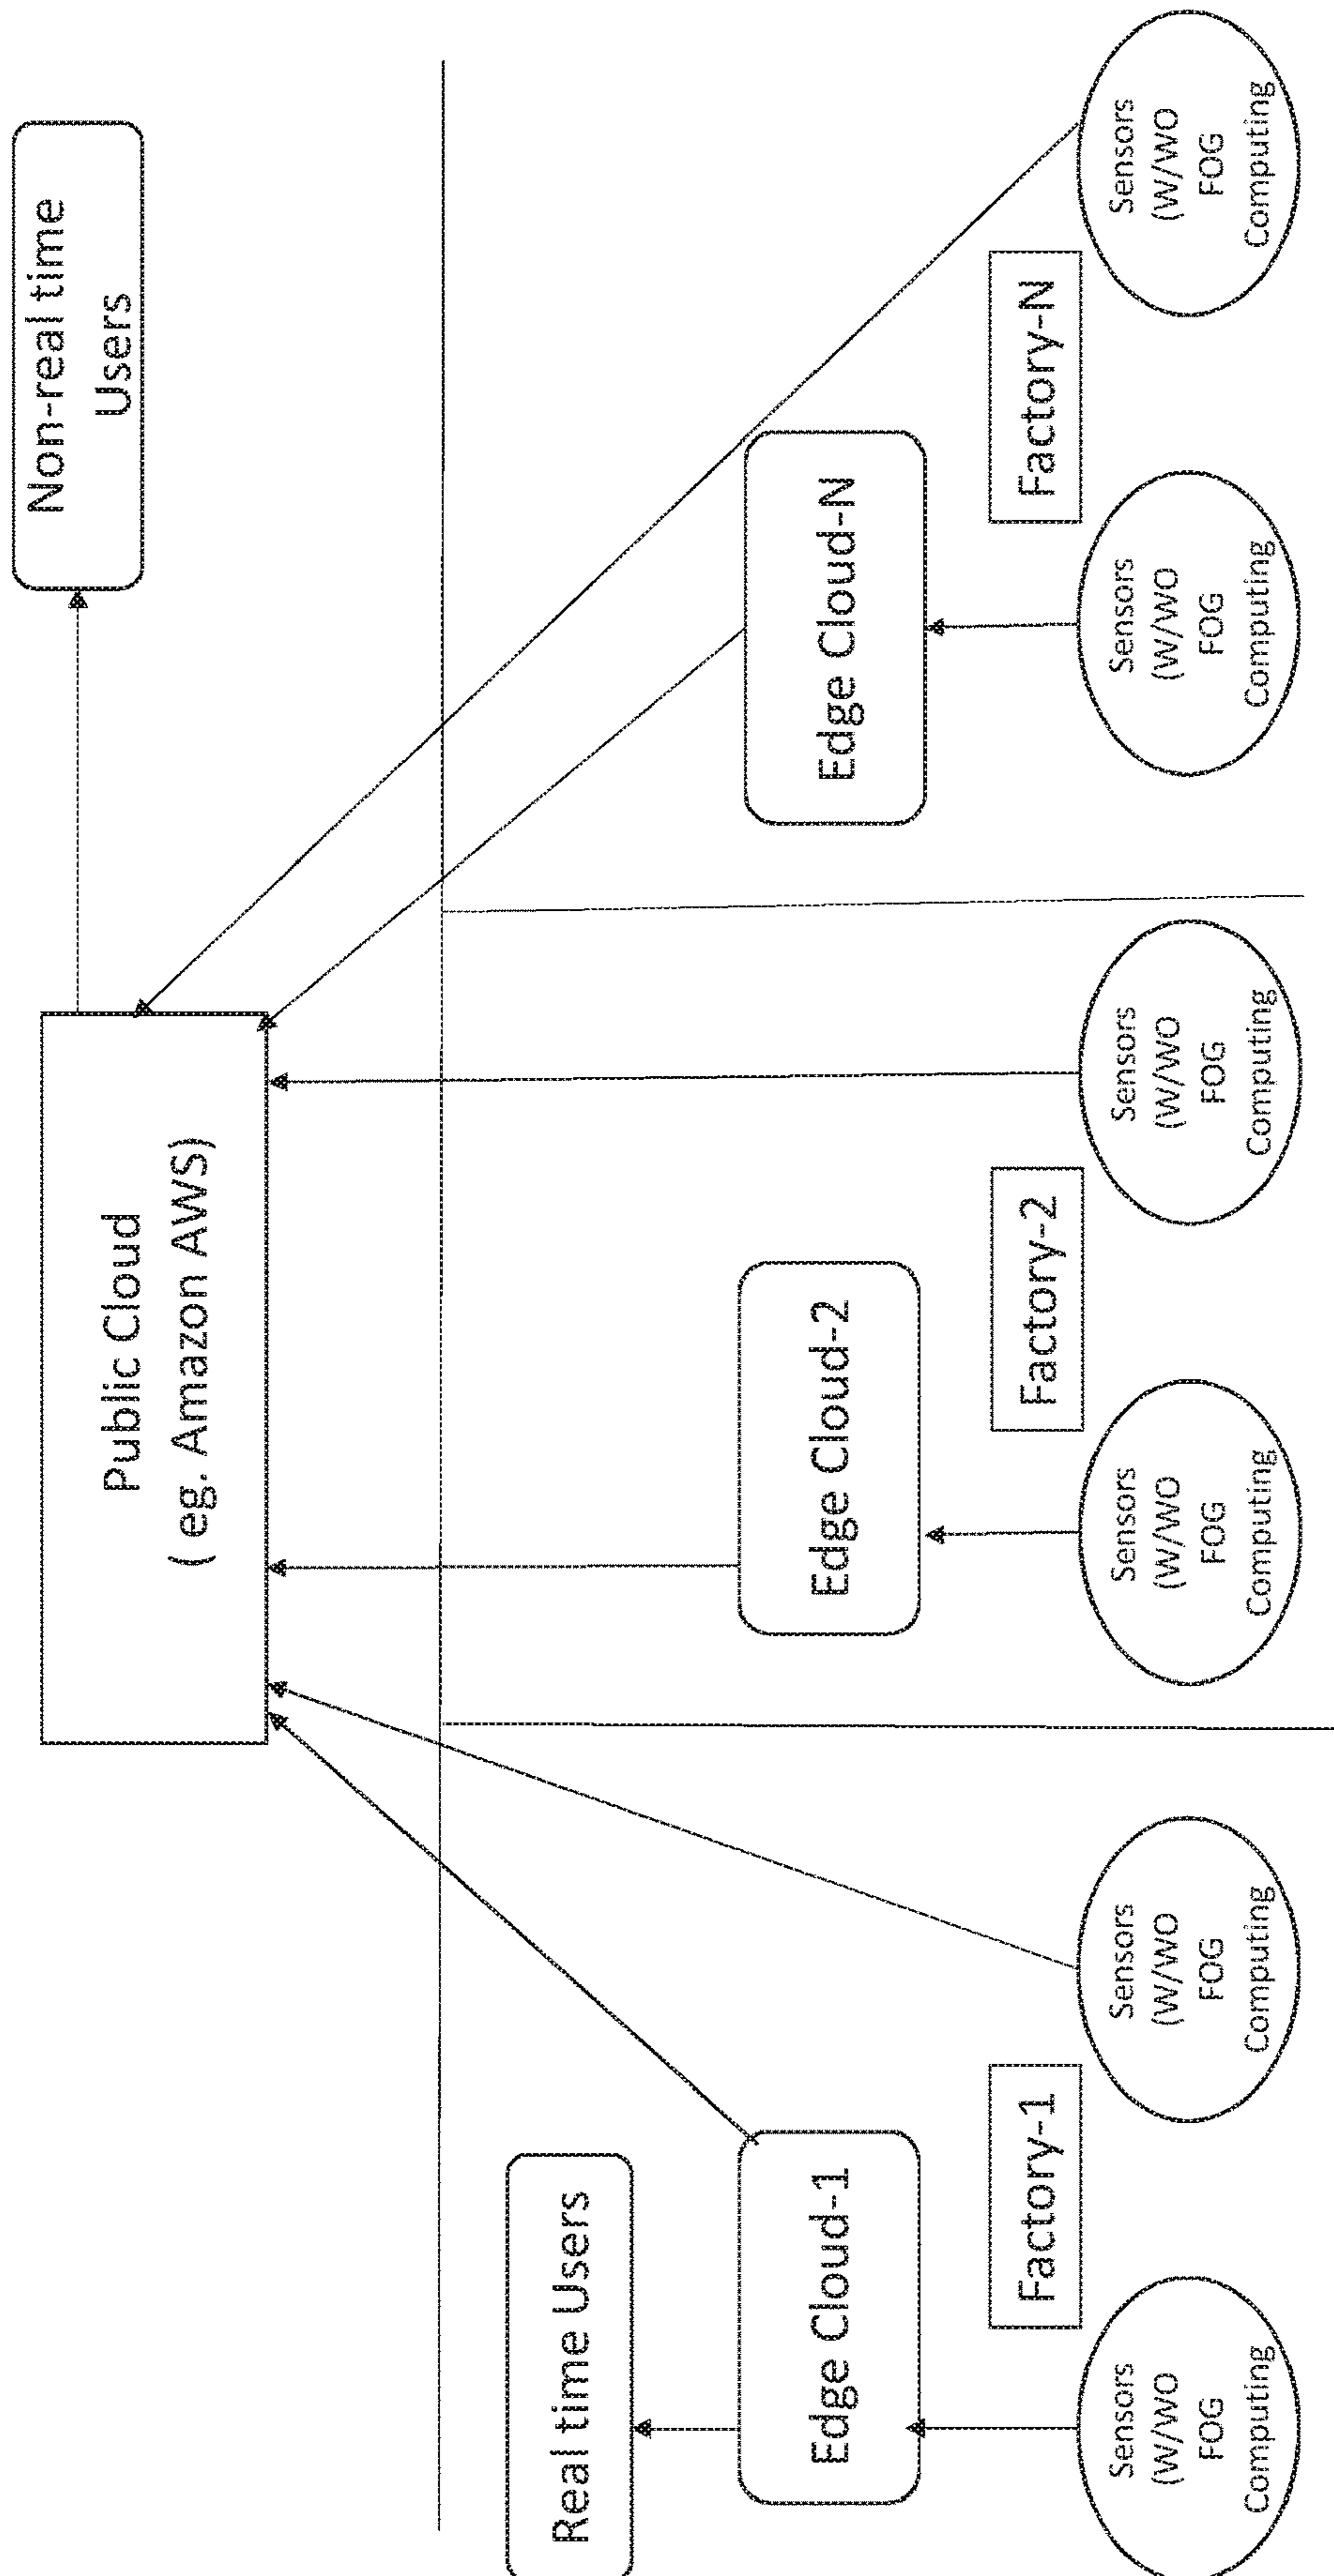 Non-real time
Users
Public Cloud
( eg. Amazon AWS)
Real time Users
Edge Cloud-1
Edge Cloud-2
Edge Cloud-N
Factory-1
Factory-2
Factory-N
Sensors
(W/WO
FOG
Computing
Sensors
(W/WO
FOG
Computing
Sensors
(W/WO
FOG
Computing
Sensors
(W/WO
FOG
Computing
Sensors
(W/WO
FOG
Computing
Sensors
(W/WO
FOG
Computing